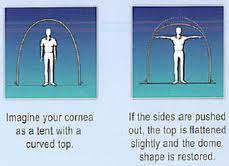 Imagine your cornea
as a tent with a
curved top.
If the sides are pushed
out, the top is flattened
slightly and the dome
shape is restored.